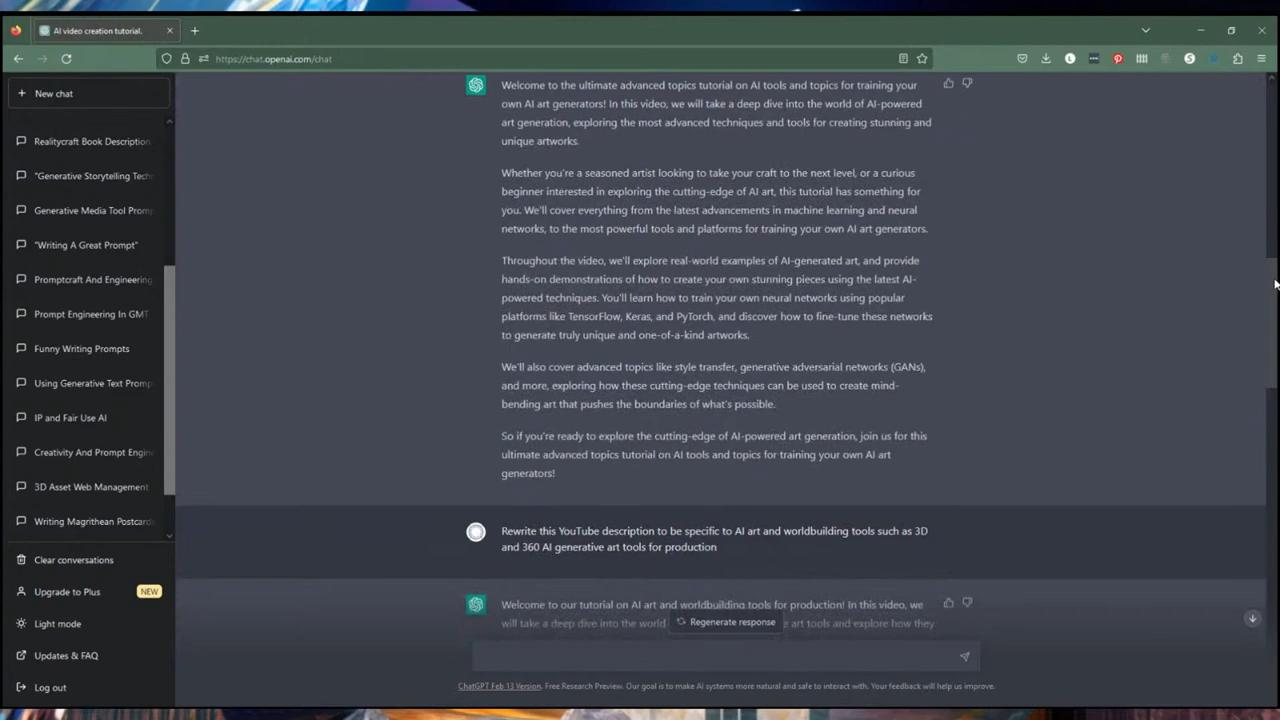 AI video creation tutorial.
https://chat.openai.com/chat
New chat
Realitycraft Book Description
"Generative Storytelling Tech
Generative Media Tool Promp
"Writing A Great Prompt"
Promptcraft And Engineering
Prompt Engineering In GMT
Funny Writing Prompts
Using Generative Text Promp
IP and Fair Use AI
Creativity And Prompt Engine
3D Asset Web Management
Writing Magrithean Postcards
Clear conversations
Upgrade to Plus
NEW
Light mode
Updates & FAQ
Log out
Welcome to the ultimate advanced topics tutorial on AI tools and topics for training your
own AI art generators! In this video, we will take a deep dive into the world of AI-powered
art generation, exploring the most advanced techniques and tools for creating stunning and
unique artworks.
Whether you're a seasoned artist looking to take your craft to the next level, or a curious
beginner interested in exploring the cutting-edge of AI art, this tutorial has something for
you. We'll cover everything from the latest advancements in machine learning and neural
networks, to the most powerful tools and platforms for training your own AI art generators.
Throughout the video, we'll explore real-world examples of AI-generated art, and provide
hands-on demonstrations of how to create your own stunning pieces using the latest AI-
powered techniques. You'll learn how to train your own neural networks using popular
platforms like TensorFlow, Keras, and PyTorch, and discover how to fine-tune these networks
to generate truly unique and one-of-a-kind artworks.
We'll also cover advanced topics like style transfer, generative adversarial networks (GANs),
and more, exploring how these cutting-edge techniques can be used to create mind-
bending art that pushes the boundaries of what's possible.
So if you're ready to explore the cutting-edge of AI-powered art generation, join us for this
ultimate advanced topics tutorial on AI tools and topics for training your own AI art
generators!
Rewrite this YouTube description to be specific to AI art and worldbuilding tools such as 3D
and 360 AI generative art tools for production
Welcome to our tutorial on AI art and worldbuilding tools for production! In this video, we
will take a deep dive into the world
e art tools and explore how they
Regenerate response
ChatGPT Feb 13 Version. Free Research Preview. Our goal is to make AI systems more natural and safe to interact with. Your feedback will help us improve.